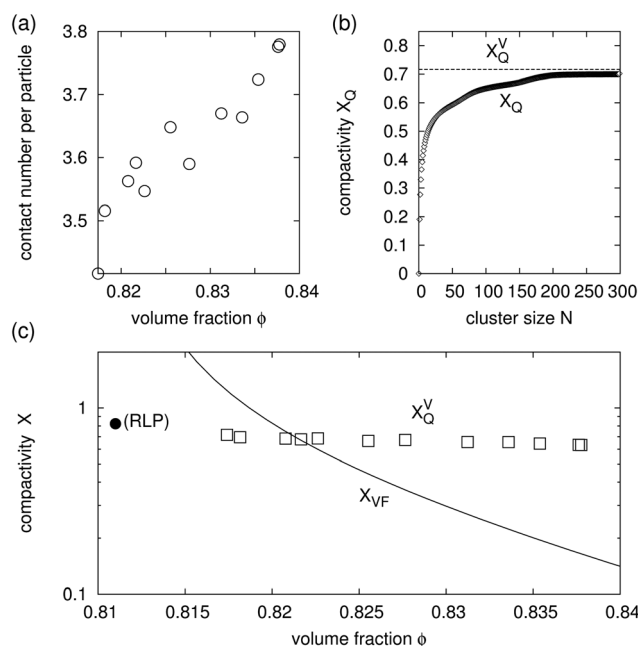 (a)
3.8
3.7
3.6
3.5
contact number per particle
0.82 0.83 0.84
volume fraction ϕ
(b)
0.8
0.7
0.6
0.5
0.4
0.3
0.2
0.1
0
compactivity X_Q
X_Q^V
X_Q
0 50 100 150 200 250 300
cluster size N
(c)
1
0.1
compactivity X
(RLP)
X_Q^V
X_VF
0.81 0.815 0.82 0.825 0.83 0.835 0.84
volume fraction ϕ